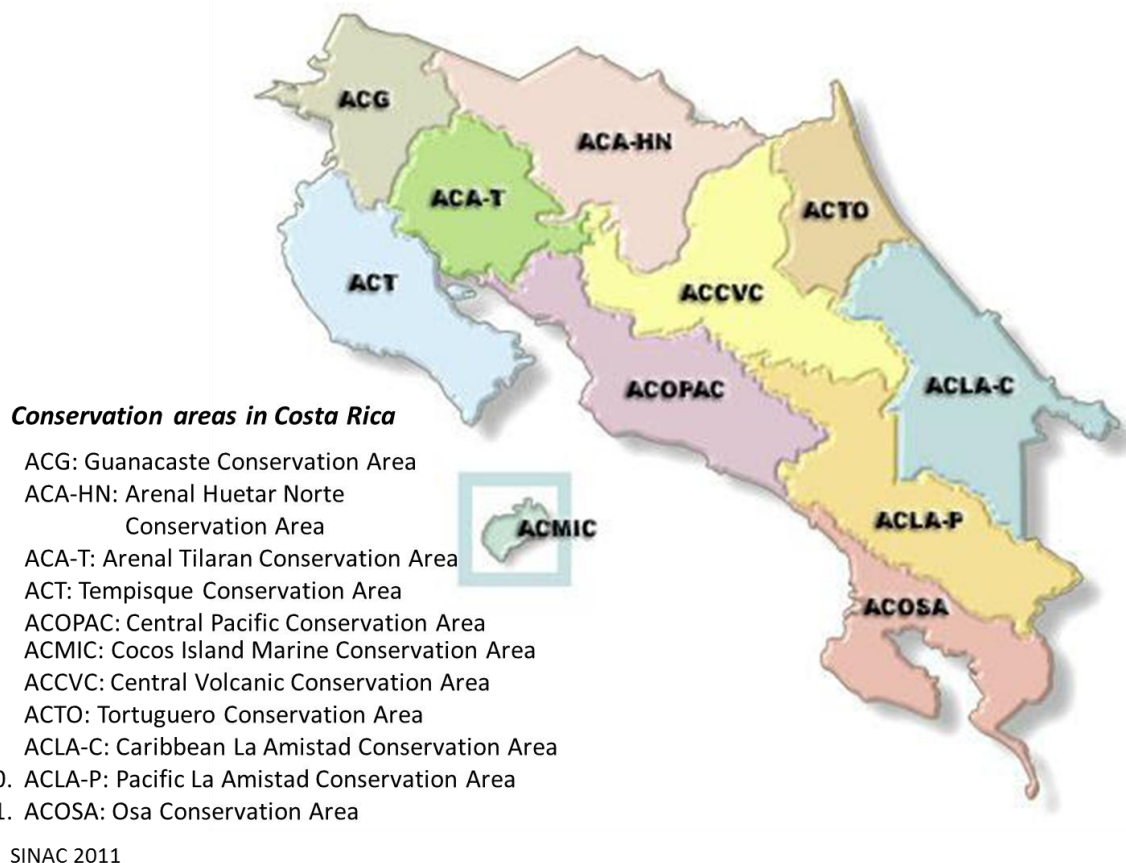 ACG
ACA-HN
ACA-T
ACTO
ACT
ACCVC
ACOPAC
ACLA-C
ACMIC
ACLA-P
ACOSA
Conservation areas in Costa Rica
ACG: Guanacaste Conservation Area
ACA-HN: Arenal Huetar Norte
Conservation Area
ACA-T: Arenal Tilaran Conservation Area
ACT: Tempisque Conservation Area
ACOPAC: Central Pacific Conservation Area
ACMIC: Cocos Island Marine Conservation Area
ACCVC: Central Volcanic Conservation Area
ACTO: Tortuguero Conservation Area
ACLA-C: Caribbean La Amistad Conservation Area
0. ACLA-P: Pacific La Amistad Conservation Area
1. ACOSA: Osa Conservation Area
SINAC 2011